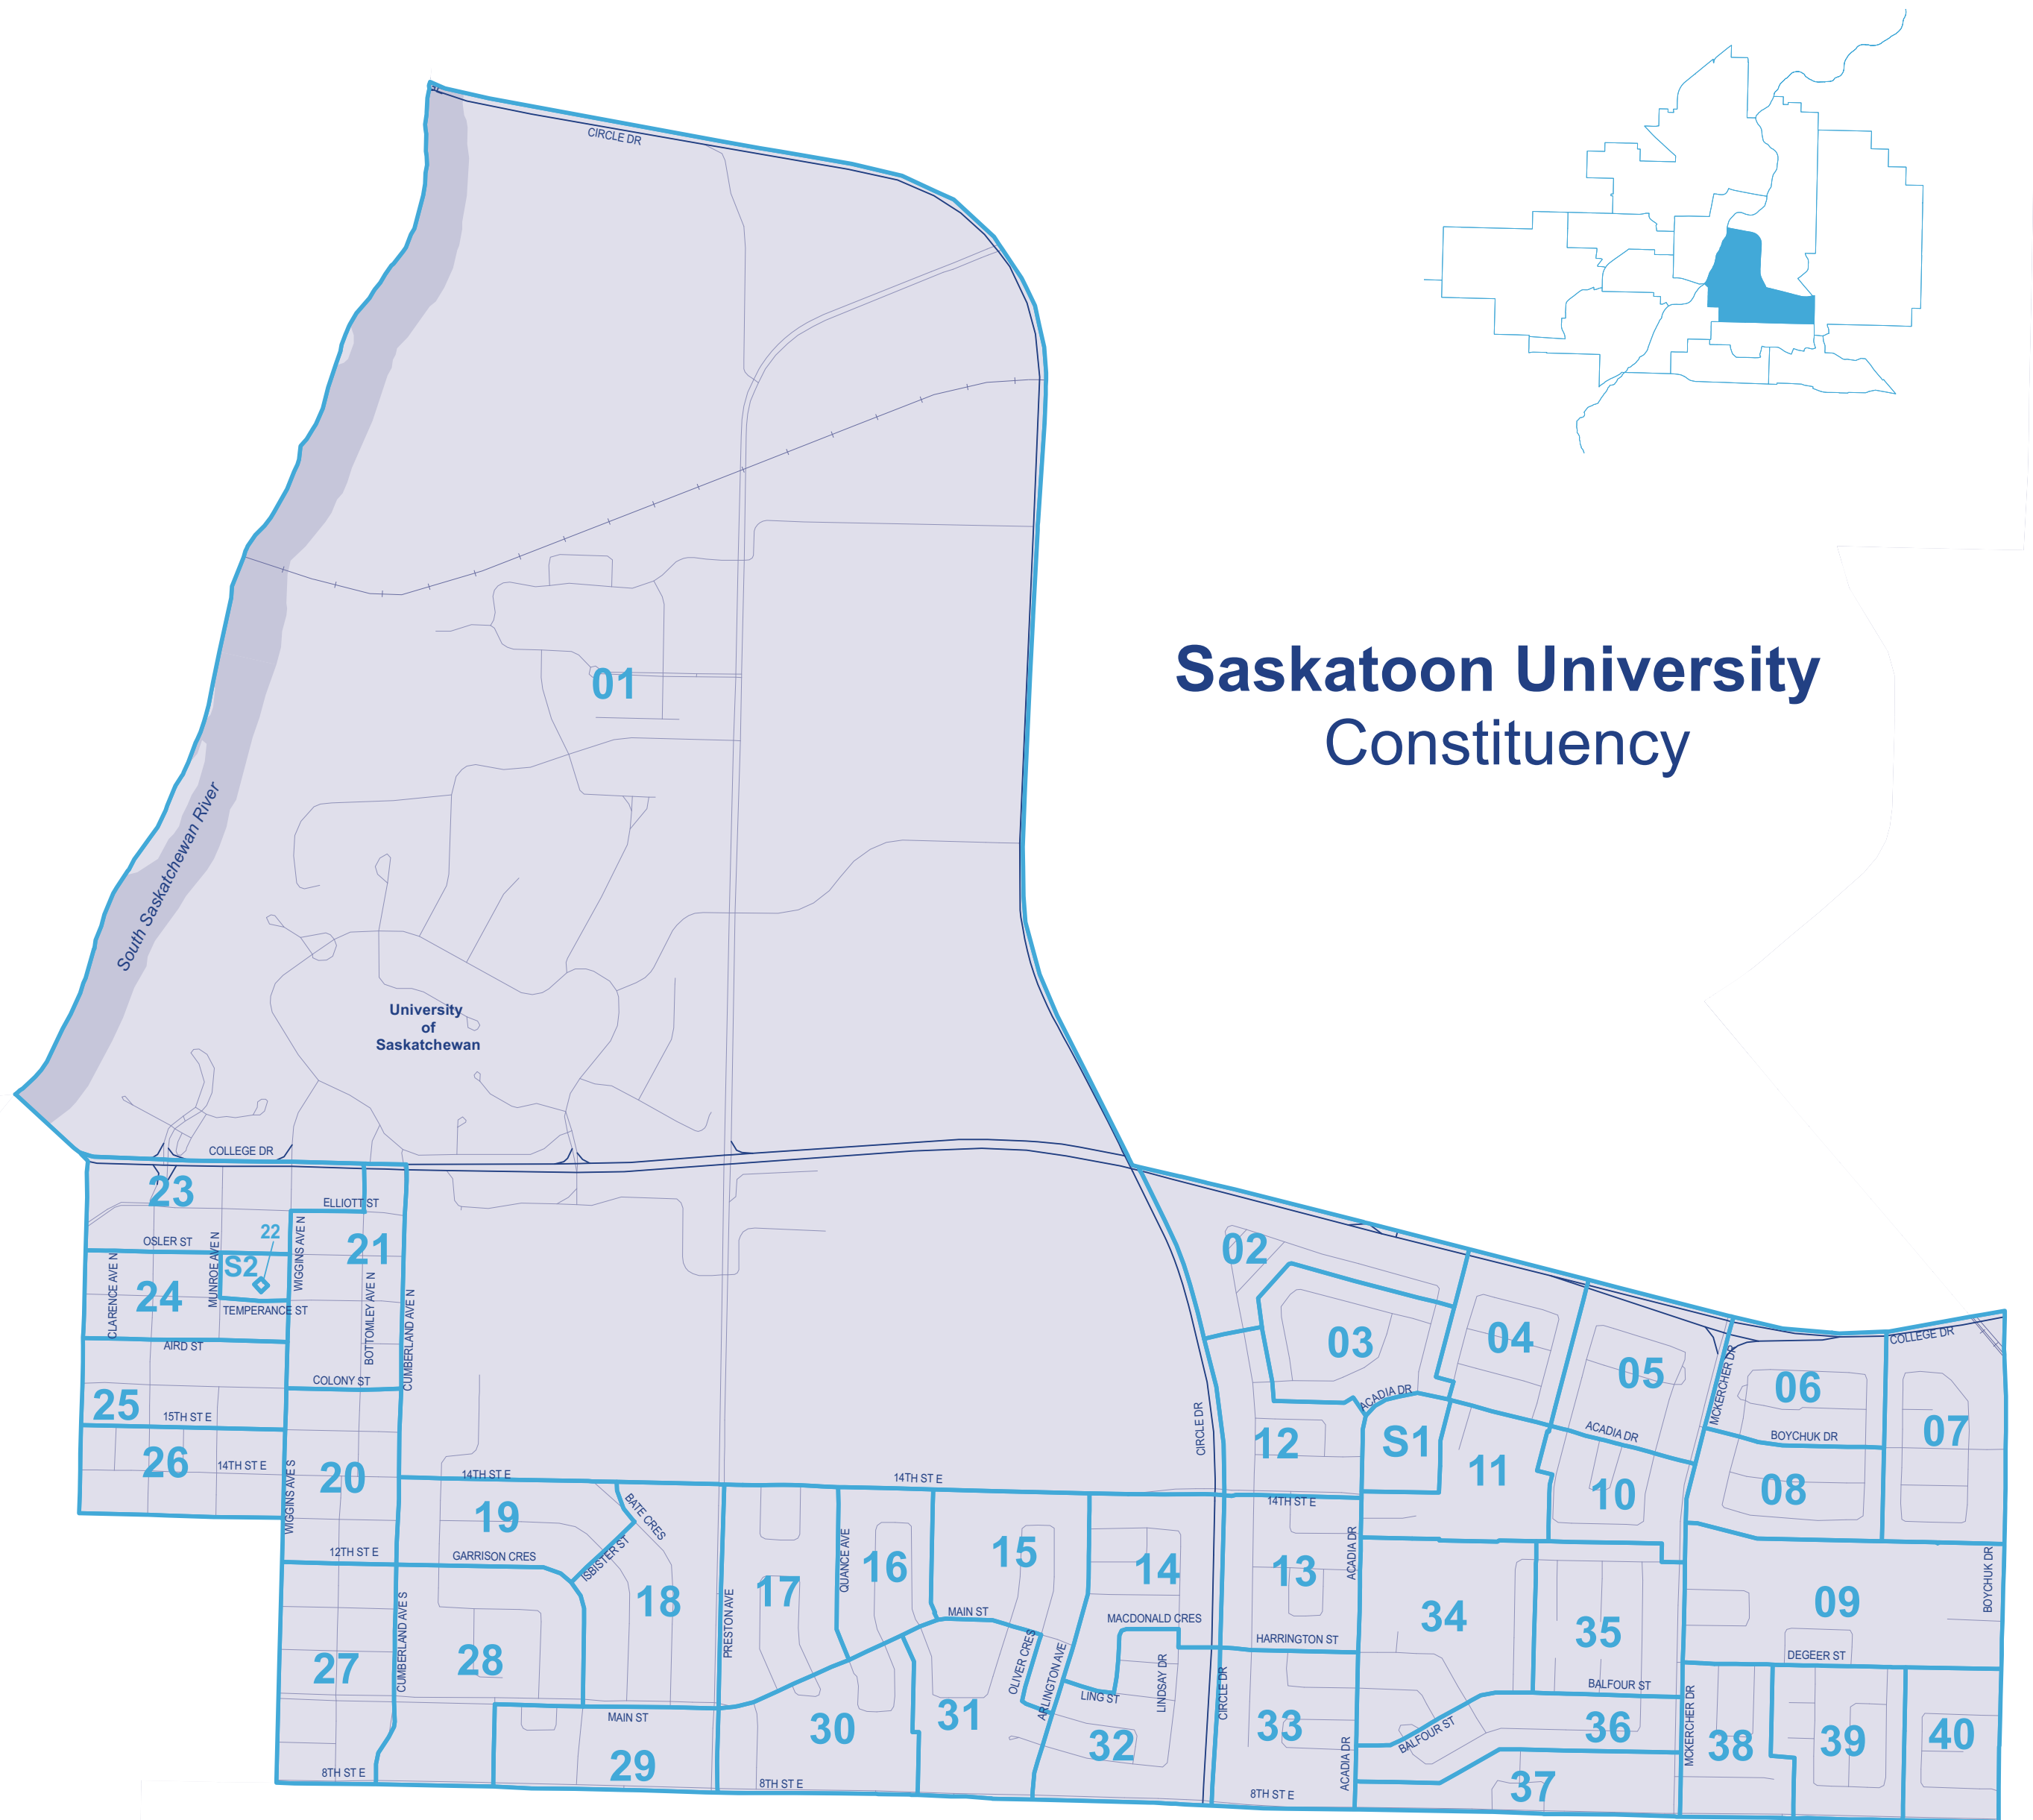 CIRCLE DR
Saskatoon University
Constituency
01
South Saskatchewan River
University
of
Saskatchewan
COLLEGE DR
23
ELLIOTT ST
22
OSLER ST
MUNROE AVE N
S2
WIGGINS AVE N
21
CLARENCE AVE N
24
TEMPERANCE ST
BOTTOMLEY AVE N
CUMBERLAND AVE N
AIRD ST
COLONY ST
25
15TH ST E
26
14TH ST E
WIGGINS AVE S
20
02
03
04
05
MCKERCHER DR
06
COLLEGE DR
07
ACADIA DR
ACADIA DR
BOYCHUK DR
CIRCLE DR
12
S1
11
10
08
14TH ST E
14TH ST E
14TH ST E
19
BATE CRES
ISBISTER ST
12TH ST E
GARRISON CRES
18
PRESTON AVE
17
QUANCE AVE
16
15
14
13
ACADIA DR
BOYCHUK DR
MAIN ST
MACDONALD CRES
HARRINGTON ST
34
35
09
DEGEER ST
27
CUMBERLAND AVE S
28
OLIVER CRES
ARLINGTON AVE
LING ST
LINDSAY DR
CIRCLE DR
BALFOUR ST
MAIN ST
30
31
32
33
ACADIA DR
BALFOUR ST
36
MCKERCHER DR
38
39
40
8TH ST E
29
8TH ST E
8TH ST E
37